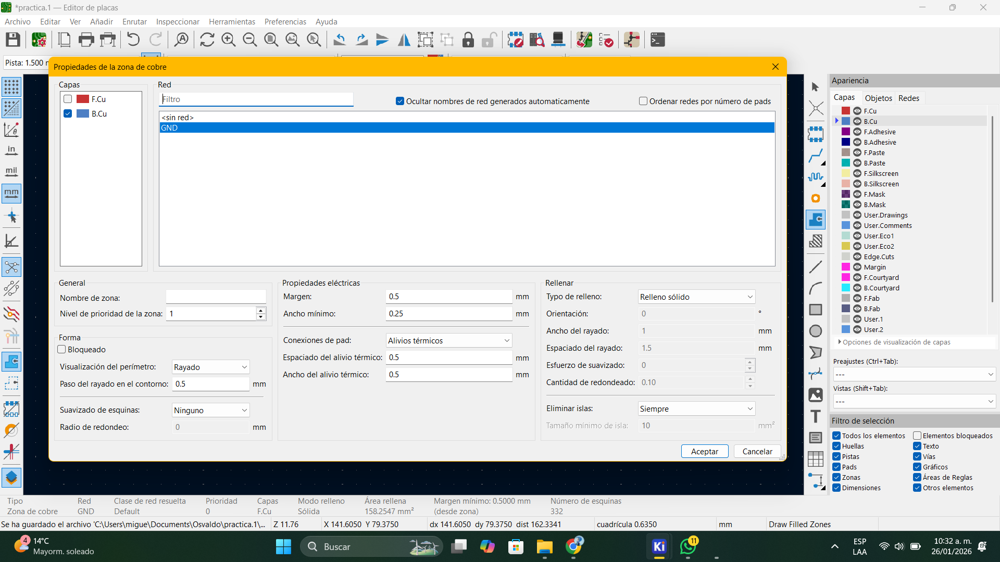 *practica.1 — Editor de placas
Archivo Editar Ver Añadir Enrutar Inspeccionar Herramientas Preferencias Ayuda
Pista: 1.500
Propiedades de la zona de cobre
Capas
F.Cu
B.Cu
Red
Filtro
Ocultar nombres de red generados automaticamente
Ordenar redes por número de pads
<sin red>
GND
General
Nombre de zona:
Nivel de prioridad de la zona: 1
Forma
Bloqueado
Visualización del perímetro: Rayado
Paso del rayado en el contorno: 0.5 mm
Suavizado de esquinas: Ninguno
Radio de redondeo: 0 mm
Propiedades eléctricas
Margen: 0.5 mm
Ancho mínimo: 0.25 mm
Conexiones de pad: Alivios térmicos
Espaciado del alivio térmico: 0.5 mm
Ancho del alivio térmico: 0.5 mm
Rellenar
Typo de relleno: Relleno sólido
Orientación: 0 °
Ancho del rayado: 1 mm
Espaciado del rayado: 1.5 mm
Esfuerzo de suavizado: 0
Cantidad de redondeado: 0.10
Eliminar islas: Siempre
Tamaño mínimo de isla: 10 mm²
Aceptar Cancelar
in
mil
mm
Apariencia
Capas Objetos Redes
F.Cu
B.Cu
F.Adhesive
B.Adhesive
F.Paste
B.Paste
F.Silkscreen
B.Silkscreen
F.Mask
B.Mask
User.Drawings
User.Comments
User.Eco1
User.Eco2
Edge.Cuts
Margin
F.Courtyard
B.Courtyard
F.Fab
B.Fab
User.1
User.2
Opciones de visualización de capas
Preajustes (Ctrl+Tab):
---
Vistas (Shift+Tab):
---
Filtro de selección
Todos los elementos Elementos bloqueados
Huellas Texto
Pistas Vías
Pads Gráficos
Zonas Áreas de Reglas
Dimensiones Otros elementos
Tipo Red Clase de red resuelta Prioridad Capas Modo relleno Área rellena Margen mínimo: 0.5000 mm Número de esquinas
Zona de cobre GND Default 0 F.Cu Sólida 158.2547 mm² (desde zona) 332
Se ha guardado el archivo 'C:\Users\migue\Documents\Osvaldo\practica.1\... Z 11.76 X 141.6050 Y 79.3750 dx 141.6050 dy 79.3750 dist 162.3341 cuadrícula 0.6350 mm Draw Filled Zones
4
14°C
Mayorm. soleado
Buscar
Ki
11
ESP
LAA
10:32 a. m.
26/01/2026